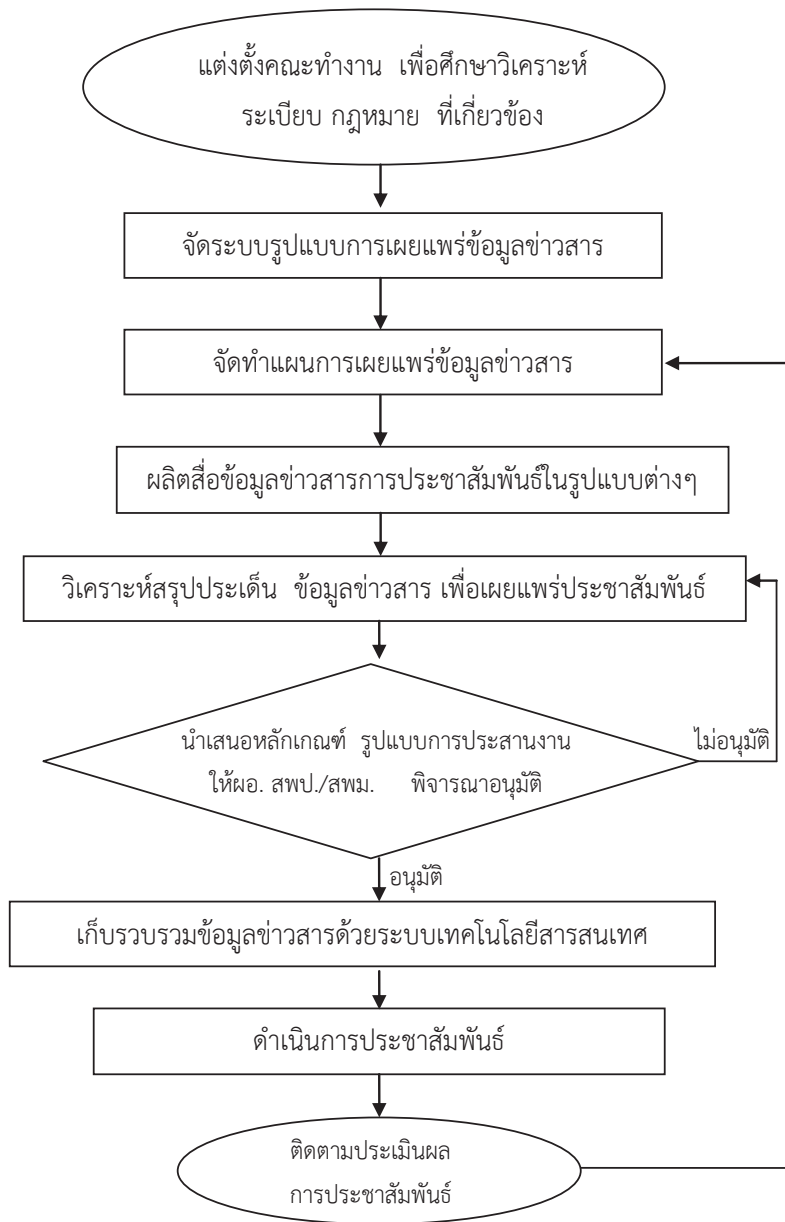 แต่งตั้งคณะทำงาน เพื่อศึกษาวิเคราะห์
ระเบียบ กฎหมาย ที่เกี่ยวข้อง
จัดระบบรูปแบบการเผยแพร่ข้อมูลข่าวสาร
จัดทำแผนการเผยแพร่ข้อมูลข่าวสาร
ผลิตสื่อข้อมูลข่าวสารการประชาสัมพันธ์ในรูปแบบต่างๆ
วิเคราะห์สรุปประเด็น ข้อมูลข่าวสาร เพื่อเผยแพร่ประชาสัมพันธ์
นำเสนอหลักเกณฑ์ รูปแบบการประสานงาน
ให้ผอ. สพป./สพม. พิจารณาอนุมัติ
ไม่อนุมัติ
อนุมัติ
เก็บรวบรวมข้อมูลข่าวสารด้วยระบบเทคโนโลยีสารสนเทศ
ดำเนินการประชาสัมพันธ์
ติดตามประเมินผล
การประชาสัมพันธ์